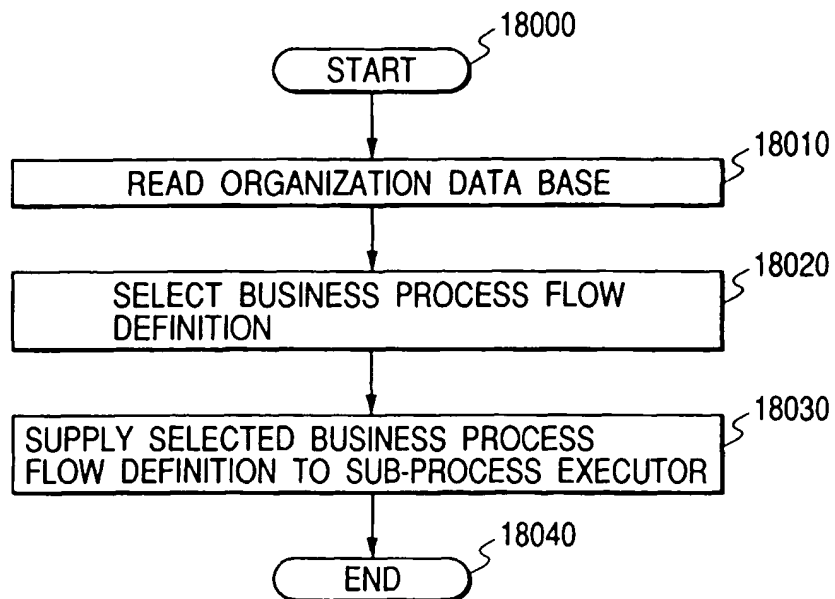 18000
START
18010
READ ORGANIZATION DATA BASE
18020
SELECT BUSINESS PROCESS FLOW
DEFINITION
18030
SUPPLY SELECTED BUSINESS PROCESS
FLOW DEFINITION TO SUB-PROCESS EXECUTOR
18040
END